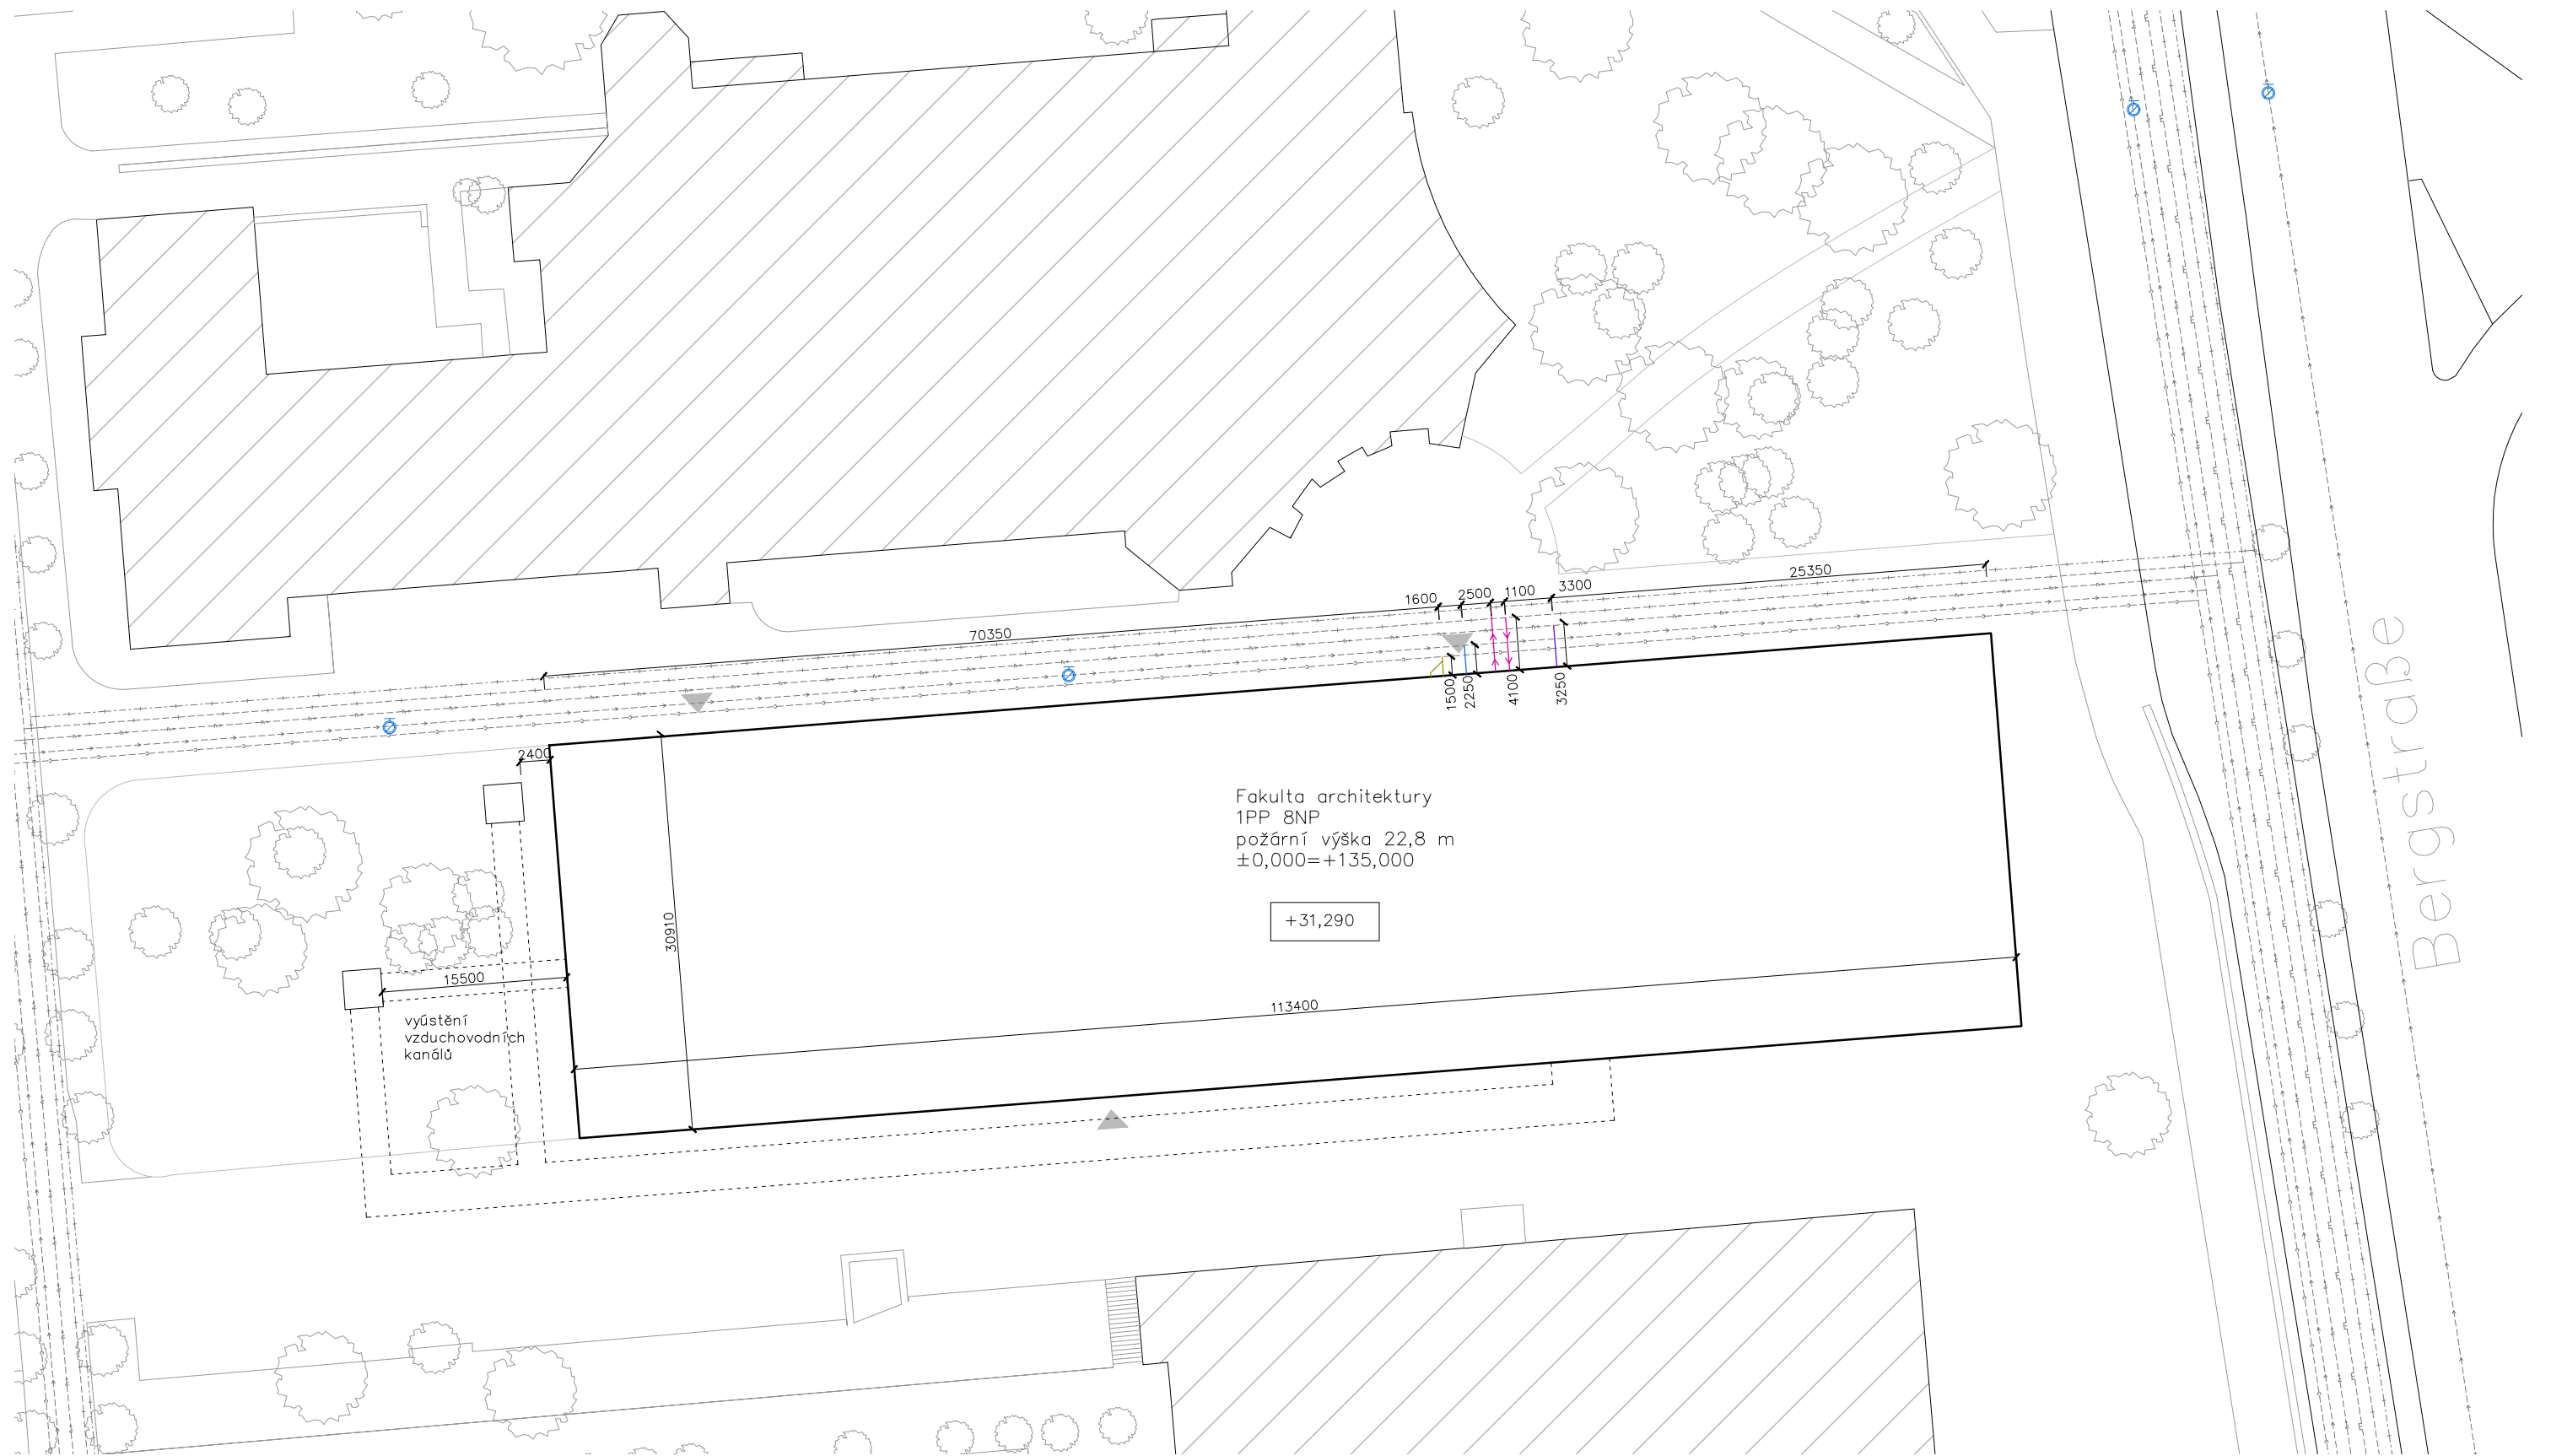 25350
3300
1100
2500
1600
70350
1500
2250
4100
3250
2400
Fakulta architektury
1PP 8NP
požární výška 22,8 m
±0,000=+135,000
+31,290
30910
15500
113400
vyústění
vzduchovodních
kanálů
Bergstraße